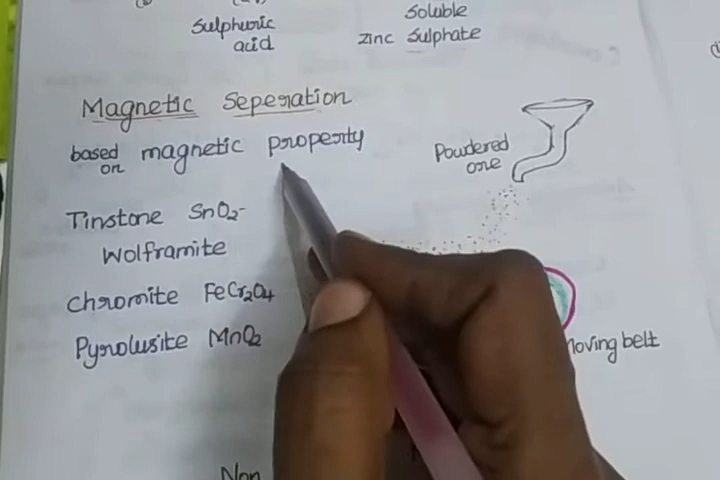 Sulphuric
acid
Soluble
zinc Sulphate
Magnetic Seperation
based on magnetic property
Powdered
ore
Tinstone SnO2-
Wolframite
Chromite FeCr2O4
Pyrolusite MnO2
Moving belt
Non